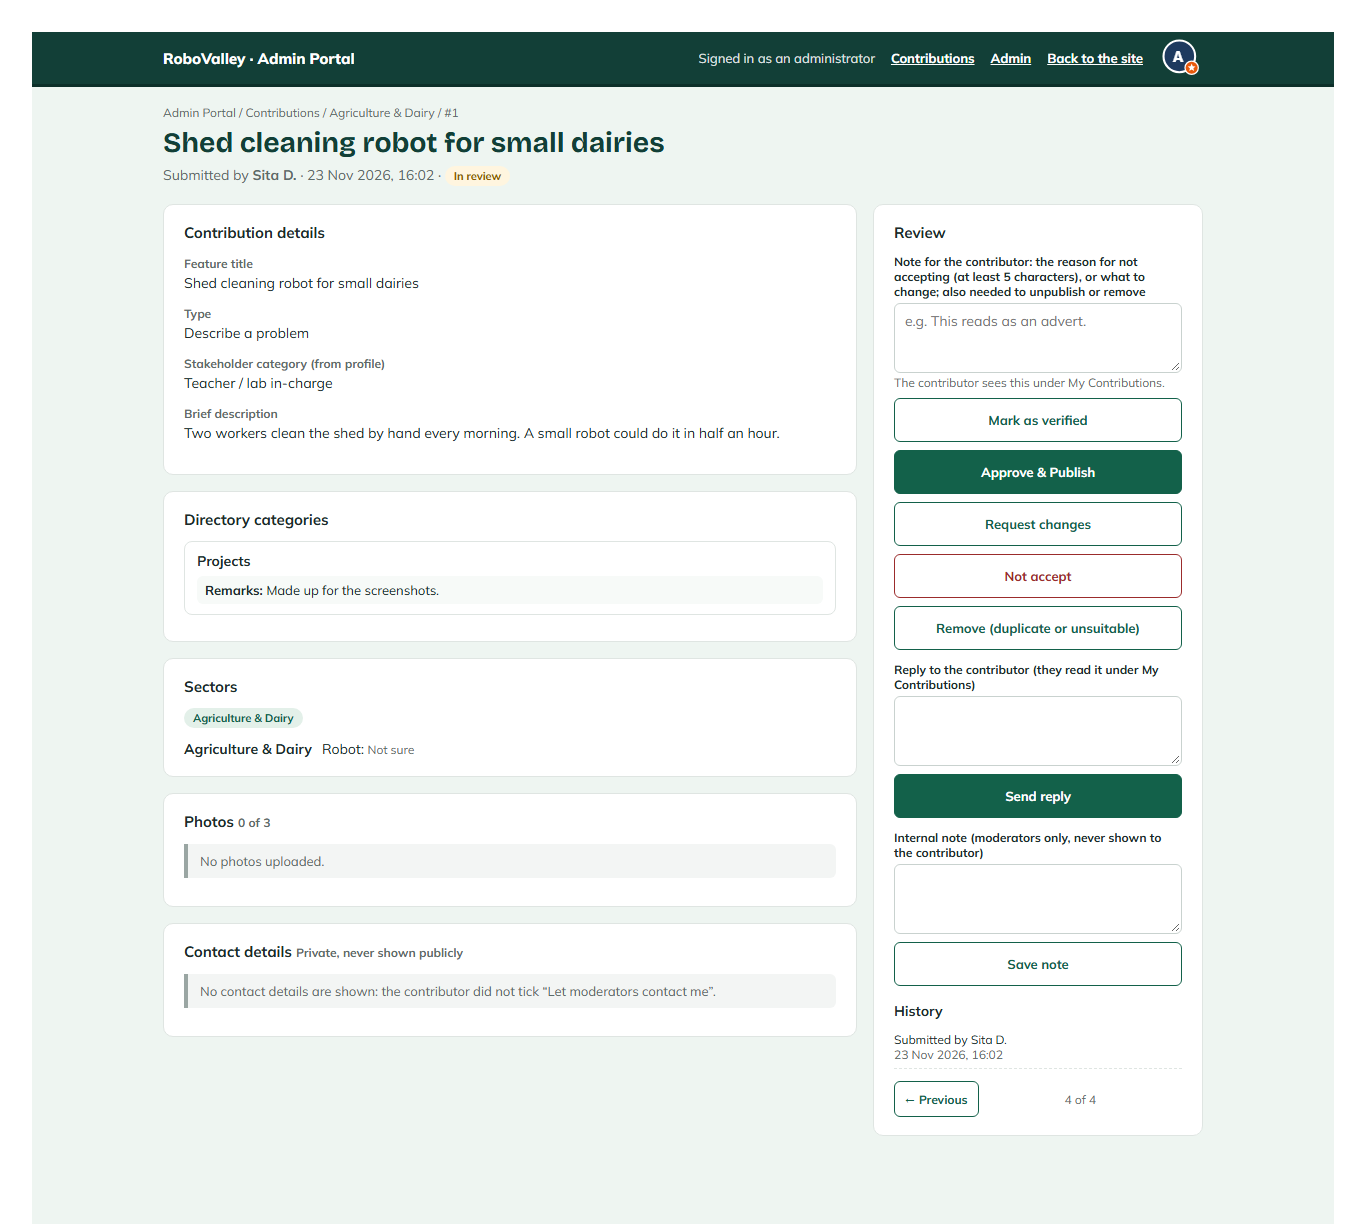 RoboValley · Admin Portal
Signed in as an administrator
Contributions
Admin
Back to the site
A
Admin Portal / Contributions / Agriculture & Dairy / #1
Shed cleaning robot for small dairies
Submitted by Sita D. · 23 Nov 2026, 16:02 · In review
Contribution details
Feature title
Shed cleaning robot for small dairies
Type
Describe a problem
Stakeholder category (from profile)
Teacher / lab in-charge
Brief description
Two workers clean the shed by hand every morning. A small robot could do it in half an hour.
Directory categories
Projects
Remarks: Made up for the screenshots.
Sectors
Agriculture & Dairy
Agriculture & Dairy Robot: Not sure
Photos 0 of 3
No photos uploaded.
Contact details Private, never shown publicly
No contact details are shown: the contributor did not tick “Let moderators contact me”.
Review
Note for the contributor: the reason for not
accepting (at least 5 characters), or what to
change; also needed to unpublish or remove
e.g. This reads as an advert.
The contributor sees this under My Contributions.
Mark as verified
Approve & Publish
Request changes
Not accept
Remove (duplicate or unsuitable)
Reply to the contributor (they read it under My
Contributions)
Send reply
Internal note (moderators only, never shown to
the contributor)
Save note
History
Submitted by Sita D.
23 Nov 2026, 16:02
← Previous
4 of 4